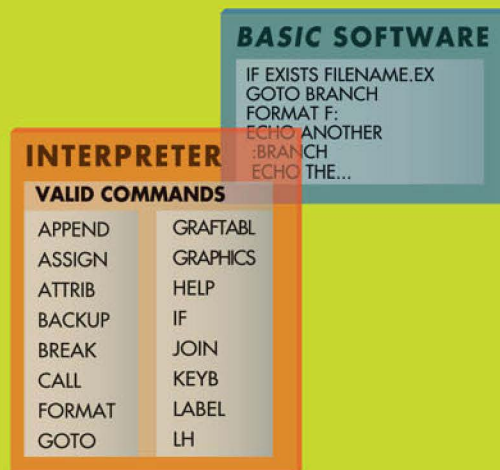 BASIC SOFTWARE
IF EXISTS FILENAME.EX
GOTO BRANCH
FORMAT F:
ECHO ANOTHER
:BRANCH
ECHO THE...
INTERPRETER
VALID COMMANDS
APPEND
ASSIGN
ATTRIB
BACKUP
BREAK
CALL
FORMAT
GOTO
GRAFTABL
GRAPHICS
HELP
IF
JOIN
KEYB
LABEL
LH